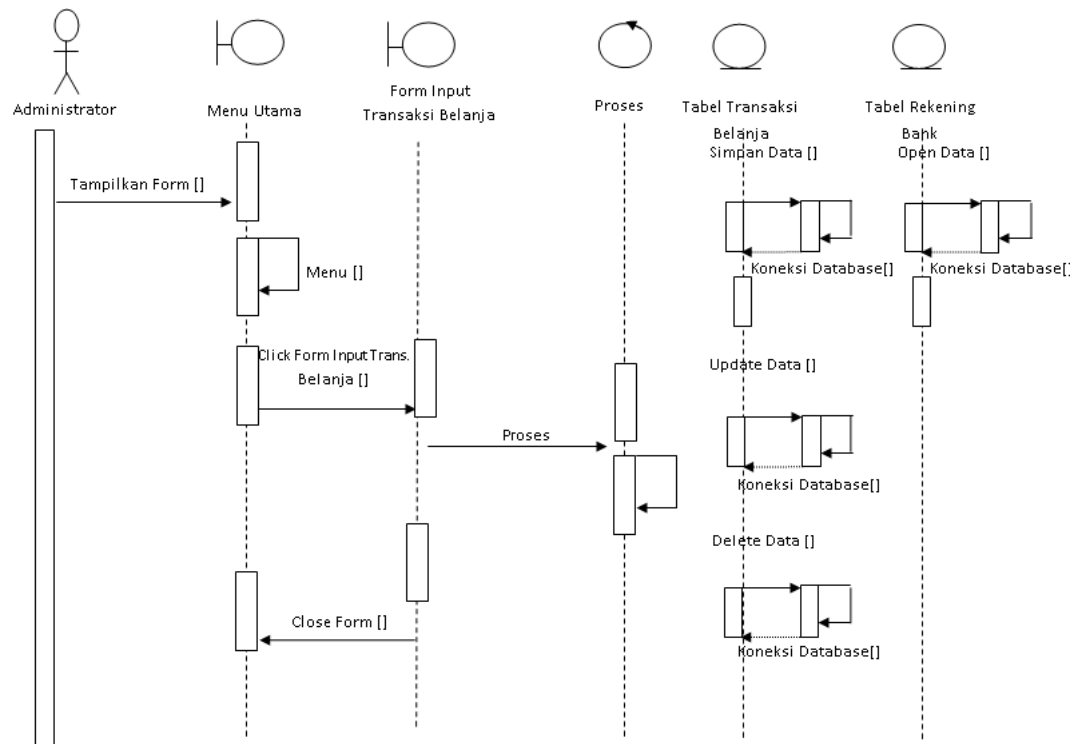 Administrator
Menu Utama
Form Input
Transaksi Belanja
Proses
Tabel Transaksi
Belanja
Tabel Rekening
Bank
Simpan Data []
Open Data []
Tampilkan Form []
Koneksi Database[]
Koneksi Database[]
Menu []
Click Form Input Trans.
Belanja []
Update Data []
Proses
Koneksi Database[]
Delete Data []
Close Form []
Koneksi Database[]